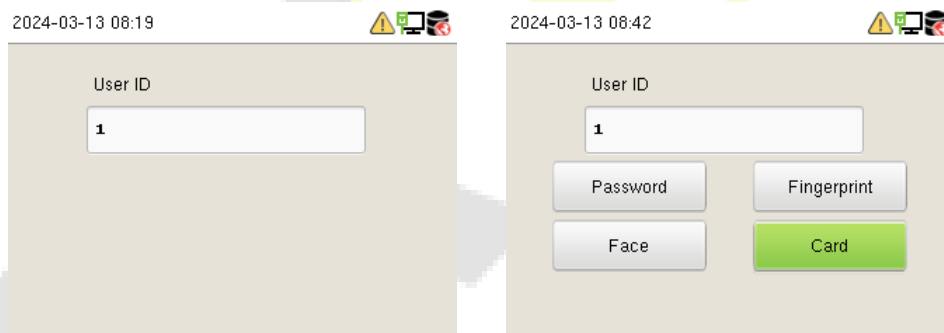 2024-03-13 08:19
User ID
1
2024-03-13 08:42
User ID
1
Password Fingerprint
Face Card